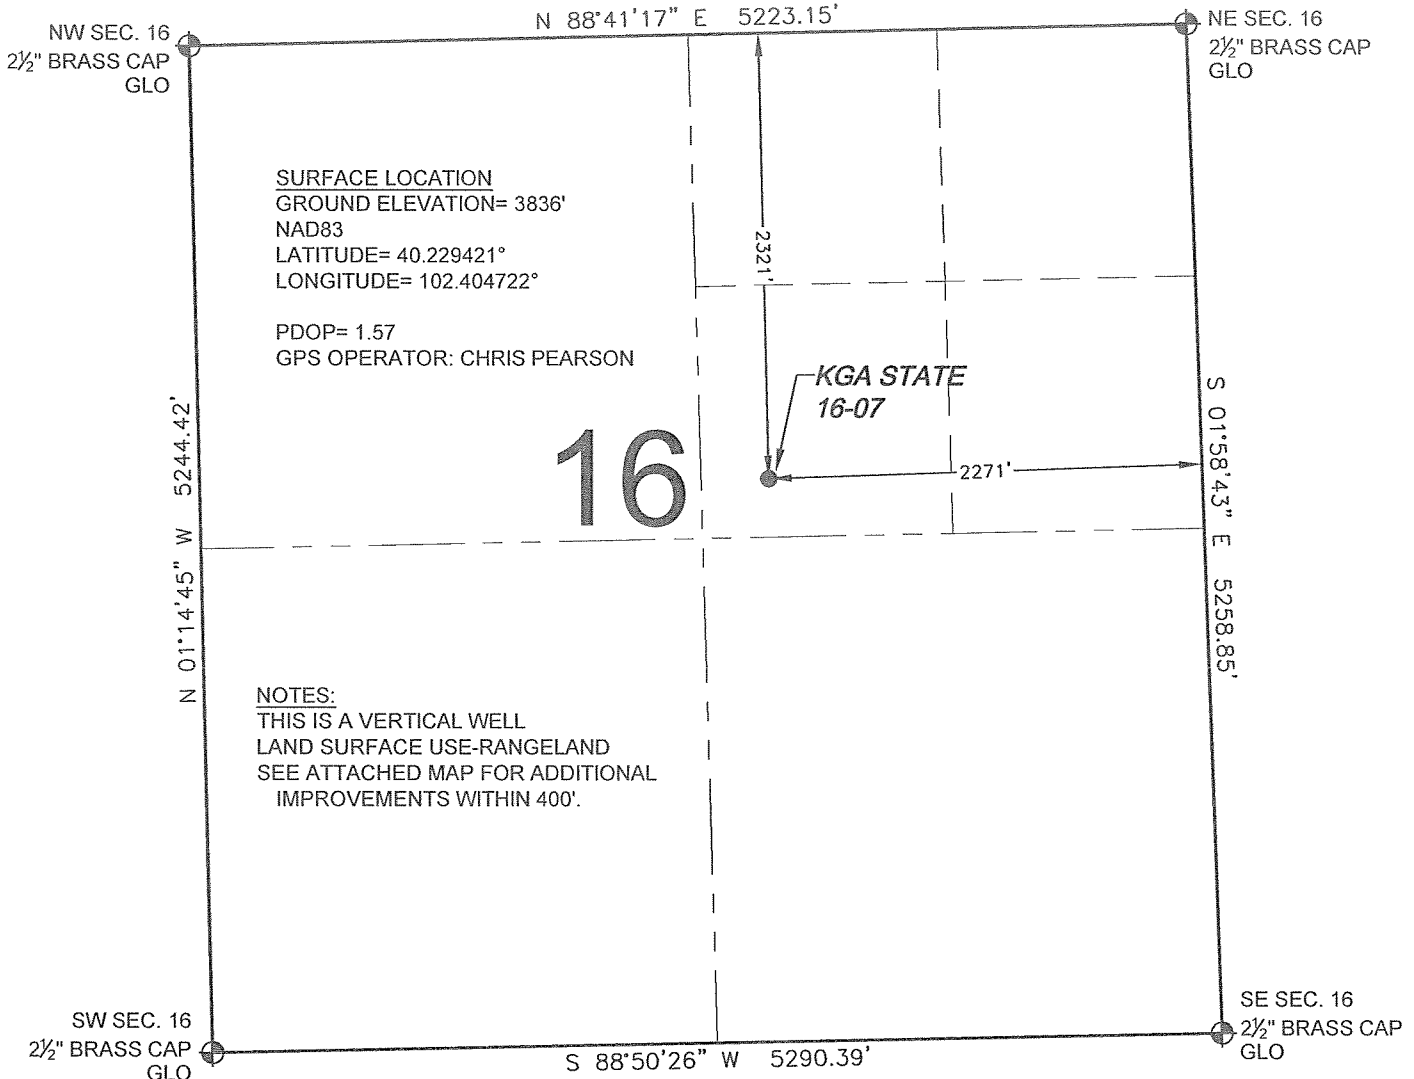 N 88°41'17" E 5223.15'
NW SEC. 16
2½" BRASS CAP
GLO
NE SEC. 16
2½" BRASS CAP
GLO
SURFACE LOCATION
GROUND ELEVATION= 3836'
NAD83
LATITUDE= 40.229421°
LONGITUDE= 102.404722°
PDOP= 1.57
GPS OPERATOR: CHRIS PEARSON
2321'
KGA STATE
16-07
16
2271'
N 01°14'45" W 5244.42'
S 01°58'43" E 5258.85'
NOTES:
THIS IS A VERTICAL WELL
LAND SURFACE USE-RANGELAND
SEE ATTACHED MAP FOR ADDITIONAL
IMPROVEMENTS WITHIN 400'.
SW SEC. 16
2½" BRASS CAP
GLO
SE SEC. 16
2½" BRASS CAP
GLO
S 88°50'26" W 5290.39'